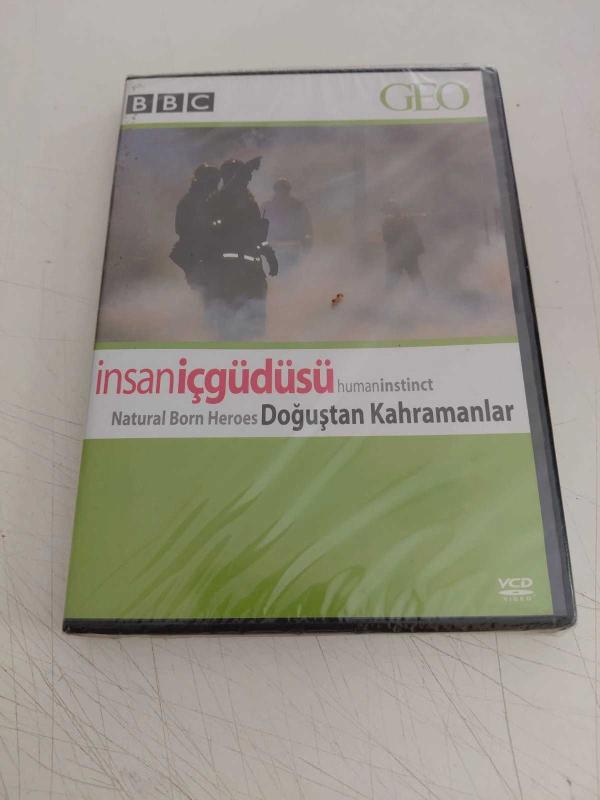 BBC GEO
insaniçgüdüsü humaninstinct
Natural Born Heroes Doğuştan Kahramanlar
VCD
VIDEO